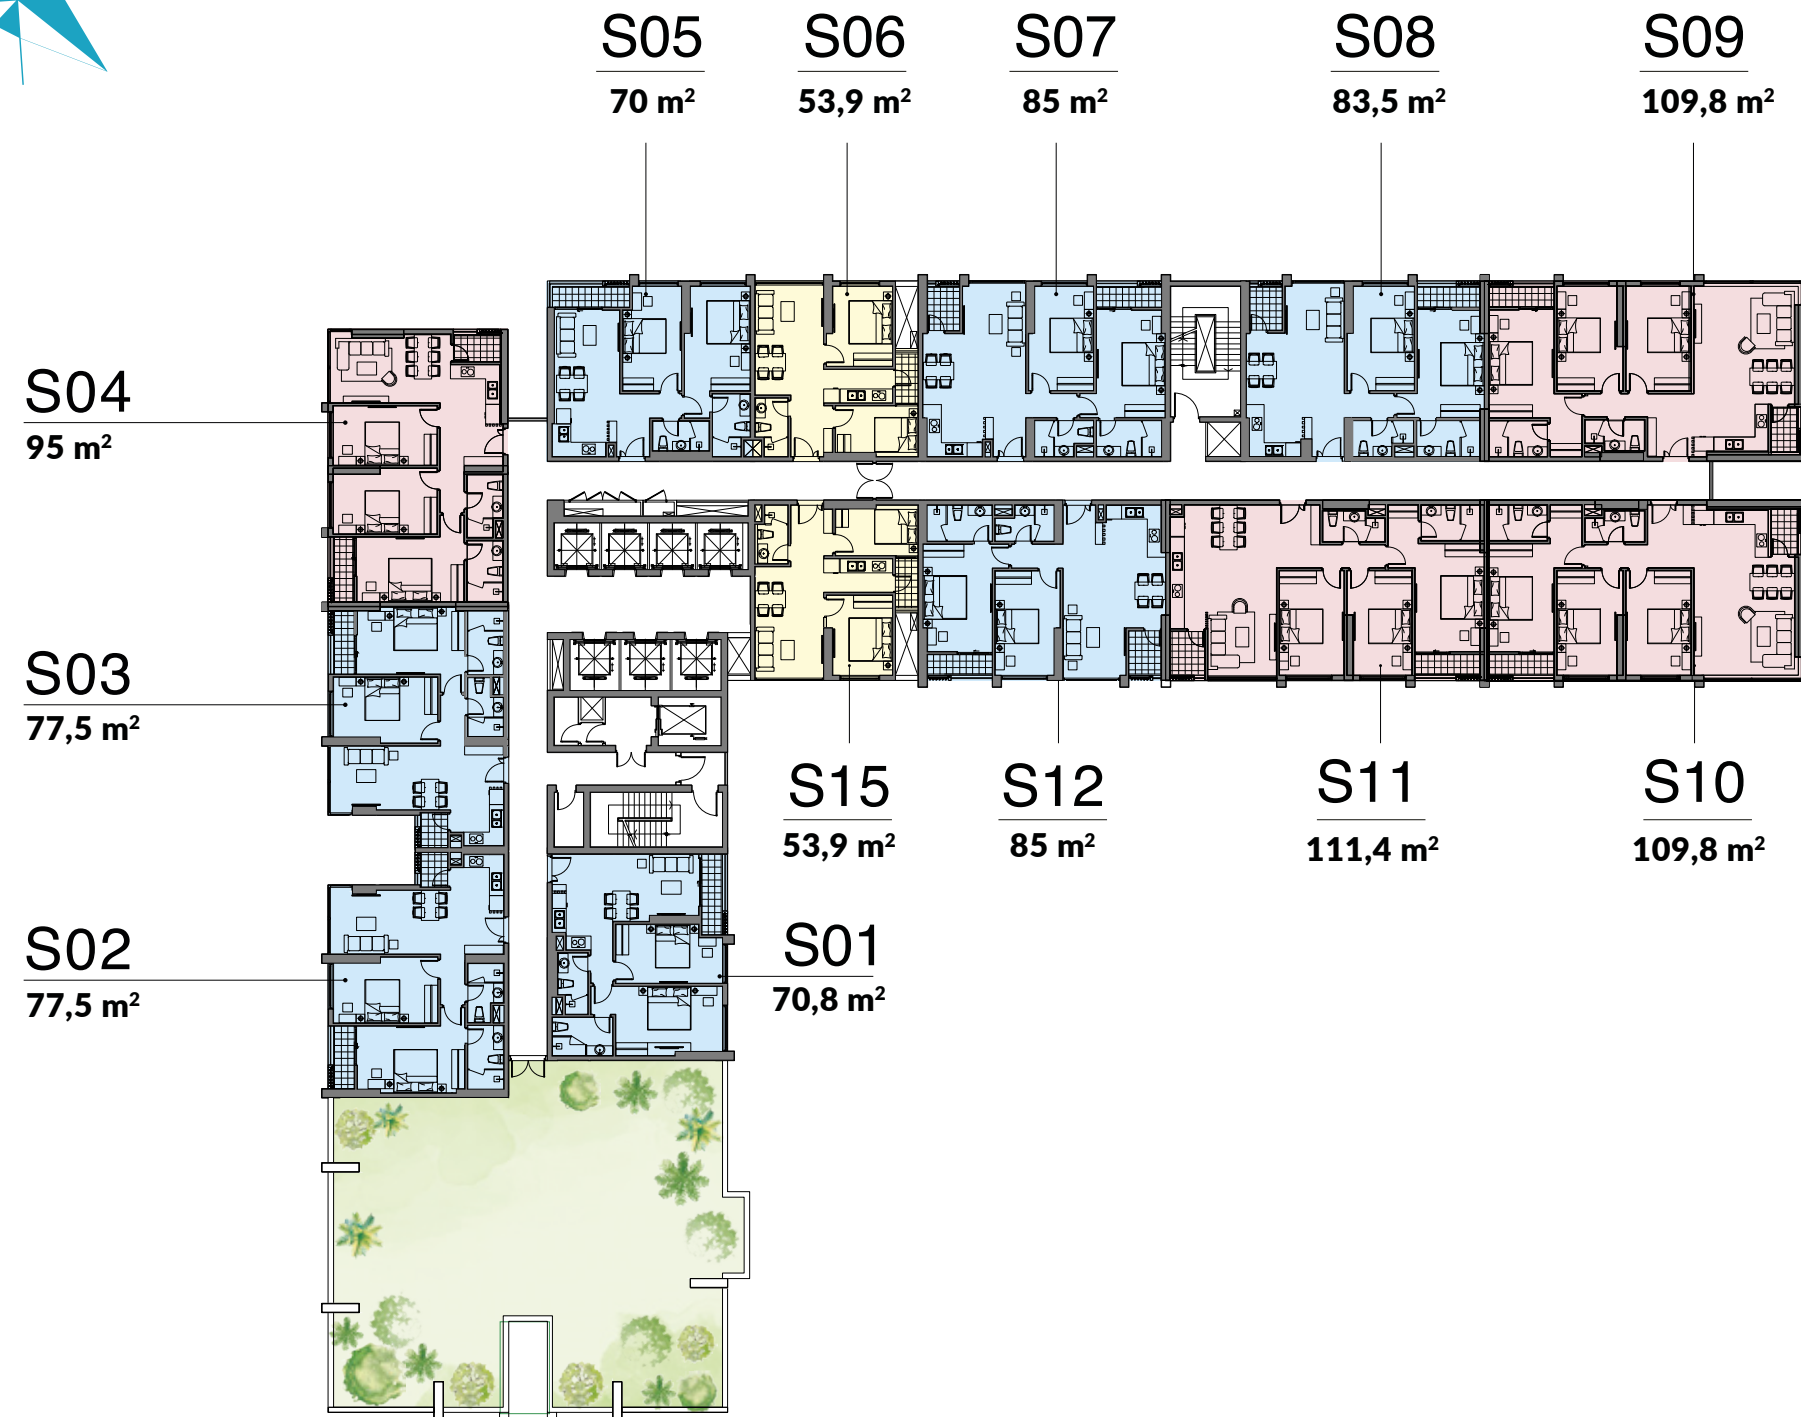 S05
70 m²
S06
53,9 m²
S07
85 m²
S08
83,5 m²
S09
109,8 m²
S04
95 m²
S03
77,5 m²
S02
77,5 m²
S15
53,9 m²
S12
85 m²
S11
111,4 m²
S10
109,8 m²
S01
70,8 m²